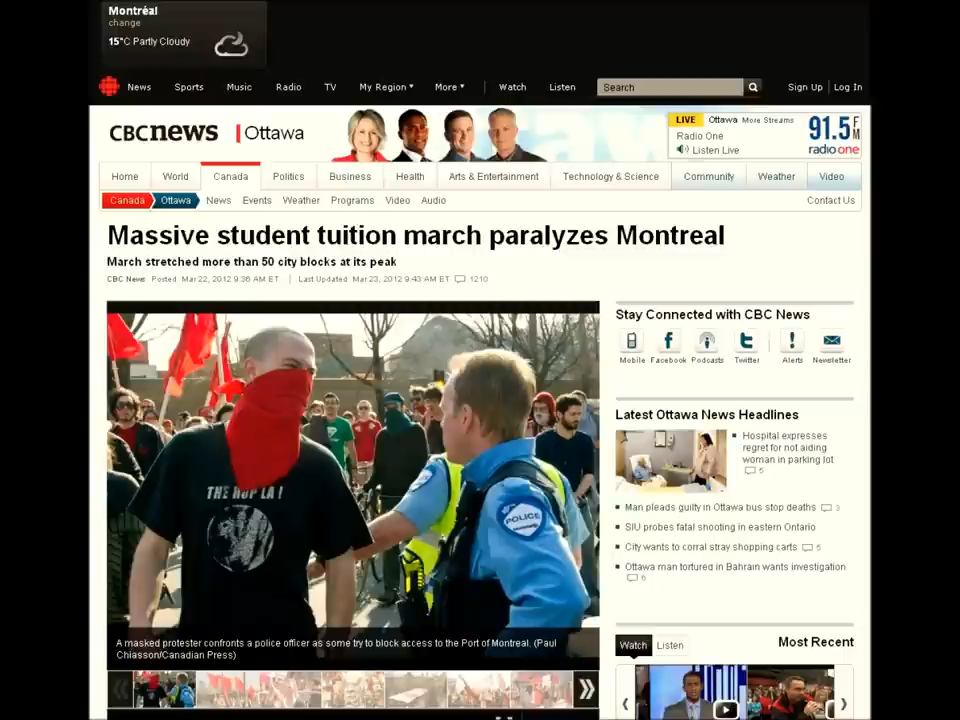 Montréal
change
15°C Partly Cloudy
News Sports Music Radio TV My Region More Watch Listen Search Sign Up Log In
CBCnews Ottawa
LIVE Ottawa More Streams
Radio One
Listen Live
91.5 FM
radio one
Home World Canada Politics Business Health Arts & Entertainment Technology & Science Community Weather Video
Canada Ottawa News Events Weather Programs Video Audio Contact Us
Massive student tuition march paralyzes Montreal
March stretched more than 50 city blocks at its peak
CBC News Posted: Mar 22, 2012 9:36 AM ET | Last Updated: Mar 23, 2012 9:43 AM ET 1210
THE HOP LA!
POLICE
A masked protester confronts a police officer as some try to block access to the Port of Montreal. (Paul
Chiasson/Canadian Press)
Stay Connected with CBC News
Mobile Facebook Podcasts Twitter Alerts Newsletter
Latest Ottawa News Headlines
Hospital expresses
regret for not aiding
woman in parking lot
6
Man pleads guilty in Ottawa bus stop deaths 3
SIU probes fatal shooting in eastern Ontario
City wants to corral stray shopping carts 6
Ottawa man tortured in Bahrain wants investigation
6
Watch Listen Most Recent